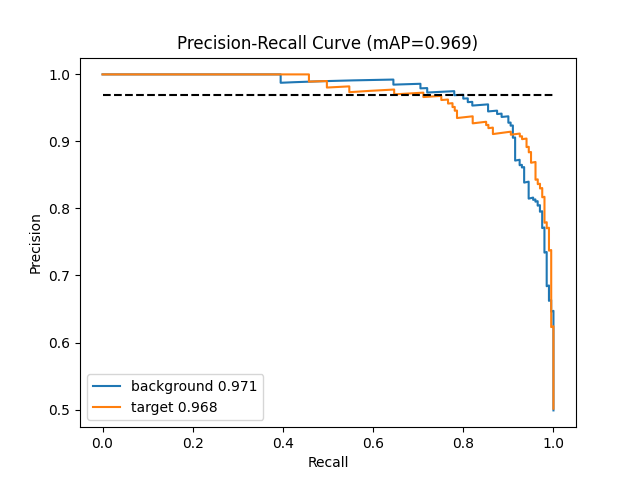 Precision-Recall Curve (mAP=0.969)
Precision
1.0
0.9
0.8
0.7
0.6
0.5
background 0.971
target 0.968
0.0 0.2 0.4 0.6 0.8 1.0
Recall